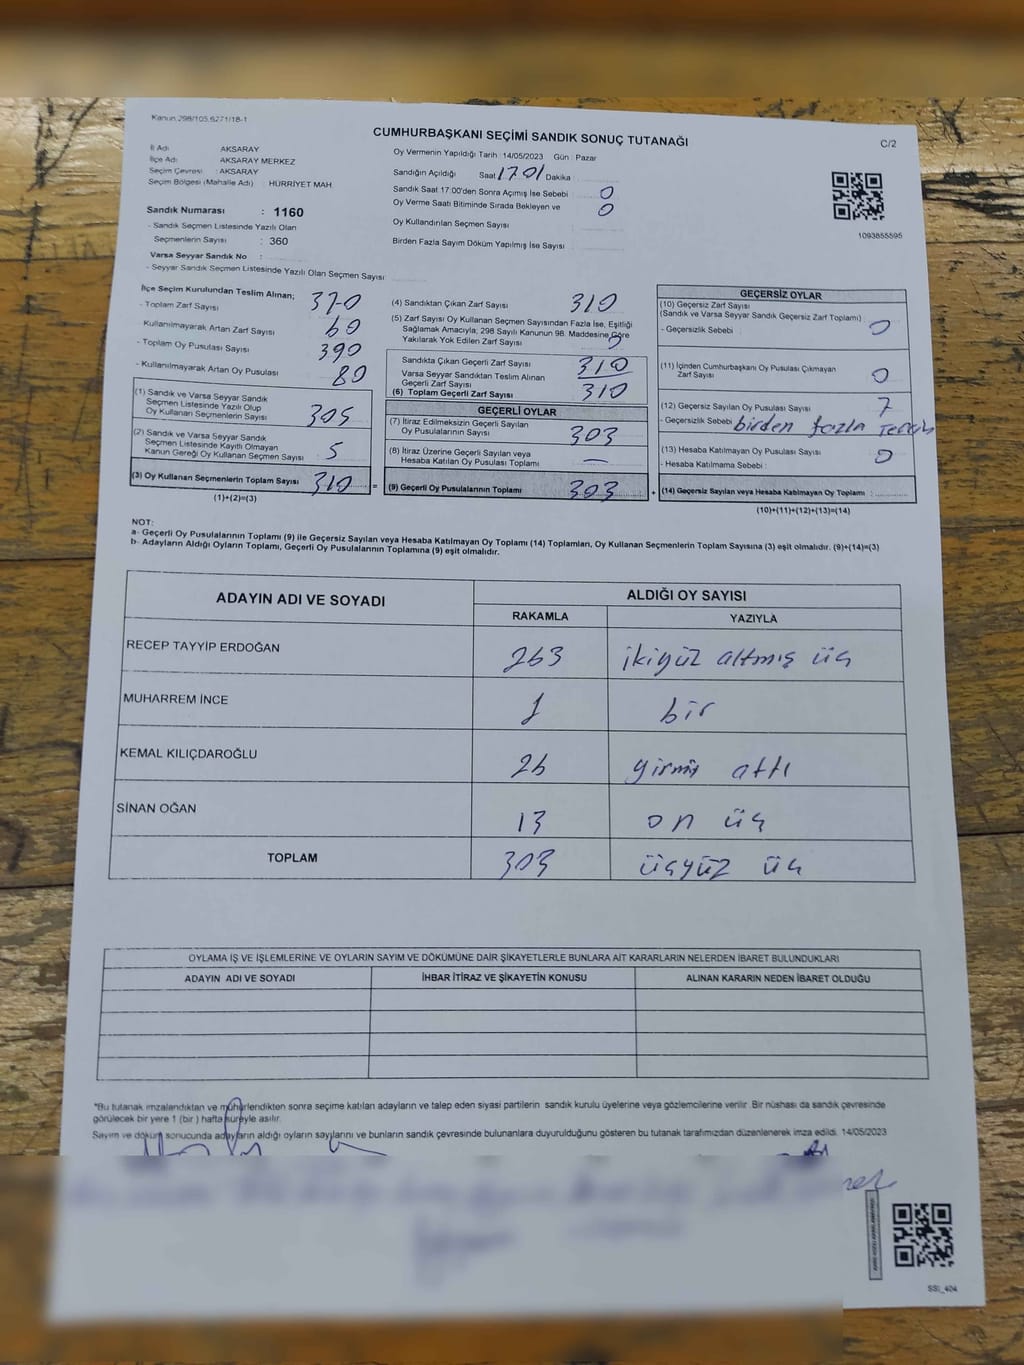 Kanun 298/105,6271/18-1
CUMHURBAŞKANI SEÇİMİ SANDIK SONUÇ TUTANAĞI
C/2
İl Adı AKSARAY
İlçe Adı AKSARAY MERKEZ
Seçim Çevresi : AKSARAY
Seçim Bölgesi (Mahalle Adı) : HÜRRİYET MAH
Sandık Numarası : 1160
- Sandık Seçmen Listesinde Yazılı Olan
Seçmenlerin Sayısı : 360
Varsa Seyyar Sandık No :
- Seyyar Sandık Seçmen Listesinde Yazılı Olan Seçmen Sayısı
Oy Vermenin Yapıldığı Tarih : 14/05/2023 Gün : Pazar
Sandığın Açıldığı Saat 17 01 Dakika
Sandık Saat 17:00'den Sonra Açımış İse Sebebi : 0
Oy Verme Saati Bitiminde Sırada Bekleyen ve 0
Oy Kullandırılan Seçmen Sayısı
Birden Fazla Sayım Döküm Yapılmış İse Sayısı
1093855595
İlçe Seçim Kurulundan Teslim Alınan;
- Toplam Zarf Sayısı 370
- Kullanılmayarak Artan Zarf Sayısı 60
- Toplam Oy Pusulası Sayısı 390
- Kullanılmayarak Artan Oy Pusulası 80
(1) Sandık ve Varsa Seyyar Sandık
Seçmen Listesinde Yazılı Olup
Oy Kullanan Seçmenlerin Sayısı 305
(2) Sandık ve Varsa Seyyar Sandık
Seçmen Listesinde Kayıtlı Olmayan
Kanun Gereği Oy Kullanan Seçmen Sayısı 5
(3) Oy Kullanan Seçmenlerin Toplam Sayısı 310
(1)+(2)=(3)
(4) Sandıktan Çıkan Zarf Sayısı 310
(5) Zarf Sayısı Oy Kullanan Seçmen Sayısından Fazla İse, Eşitliği
Sağlamak Amacıyla; 298 Sayılı Kanunun 98. Maddesine Göre
Yakılarak Yok Edilen Zarf Sayısı
Sandıkta Çıkan Geçerli Zarf Sayısı 310
Varsa Seyyar Sandıktan Teslim Alınan
Geçerli Zarf Sayısı
(6) Toplam Geçerli Zarf Sayısı 310
GEÇERLİ OYLAR
(7) İtiraz Edilmeksizin Geçerli Sayılan
Oy Pusulalarının Sayısı 303
(8) İtiraz Üzerine Geçerli Sayılan veya
Hesaba Katılan Oy Pusulası Toplamı —
= (9) Geçerli Oy Pusulalarının Toplamı 303
GEÇERSİZ OYLAR
(10) Geçersiz Zarf Sayısı
(Sandık ve Varsa Seyyar Sandık Geçersiz Zarf Toplamı)
- Geçersizlik Sebebi : 0
(11) İçinden Cumhurbaşkanı Oy Pusulası Çıkmayan
Zarf Sayısı 0
(12) Geçersiz Sayılan Oy Pusulası Sayısı 7
- Geçersizlik Sebebi birden fazla Tercih
(13) Hesaba Katılmayan Oy Pusulası Sayısı 0
- Hesaba Katılmama Sebebi :
+ (14) Geçersiz Sayılan veya Hesaba Katılmayan Oy Toplamı :
(10)+(11)+(12)+(13)=(14)
NOT:
a- Geçerli Oy Pusulalarının Toplamı (9) ile Geçersiz Sayılan veya Hesaba Katılmayan Oy Toplamı (14) Toplamları, Oy Kullanan Seçmenlerin Toplam Sayısına (3) eşit olmalıdır. (9)+(14)=(3)
b- Adayların Aldığı Oyların Toplamı, Geçerli Oy Pusulalarının Toplamına (9) eşit olmalıdır.
ADAYIN ADI VE SOYADI
ALDIĞI OY SAYISI
RAKAMLA YAZIYLA
RECEP TAYYİP ERDOĞAN 263 ikiyüz altmış üç
MUHARREM İNCE 1 bir
KEMAL KILIÇDAROĞLU 26 yirmi altı
SİNAN OĞAN 13 on üç
TOPLAM 303 üçyüz üç
OYLAMA İŞ VE İŞLEMLERİNE VE OYLARIN SAYIM VE DÖKÜMÜNE DAİR ŞİKAYETLERLE BUNLARA AİT KARARLARIN NELERDEN İBARET BULUNDUKLARI
ADAYIN ADI VE SOYADI İHBAR İTİRAZ VE ŞİKAYETİN KONUSU ALINAN KARARIN NEDEN İBARET OLDUĞU
*Bu tutanak imzalandıktan ve mühürlendikten sonra seçime katılan adayların ve talep eden siyasi partilerin sandık kurulu üyelerine veya gözlemcilerine verilir. Bir nüshası da sandık çevresinde
görülecek bir yere 1 (bir) hafta süreyle asılır.
Sayım ve döküm sonucunda adayların aldığı oyların sayılarını ve bunların sandık çevresinde bulunanlara duyurulduğunu gösteren bu tutanak tarafımızdan düzenlenerek imza edildi. 14/05/2023
SSt_404